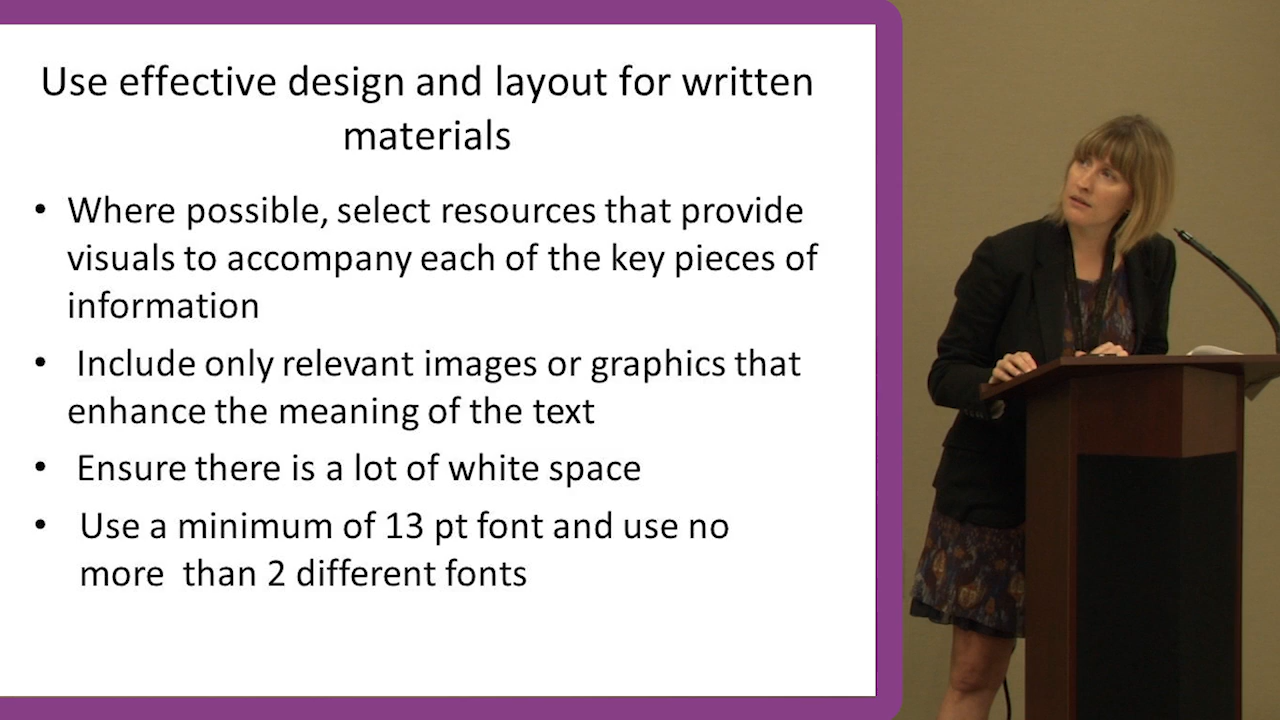 Use effective design and layout for written
materials
• Where possible, select resources that provide
visuals to accompany each of the key pieces of
information
• Include only relevant images or graphics that
enhance the meaning of the text
• Ensure there is a lot of white space
• Use a minimum of 13 pt font and use no
more than 2 different fonts